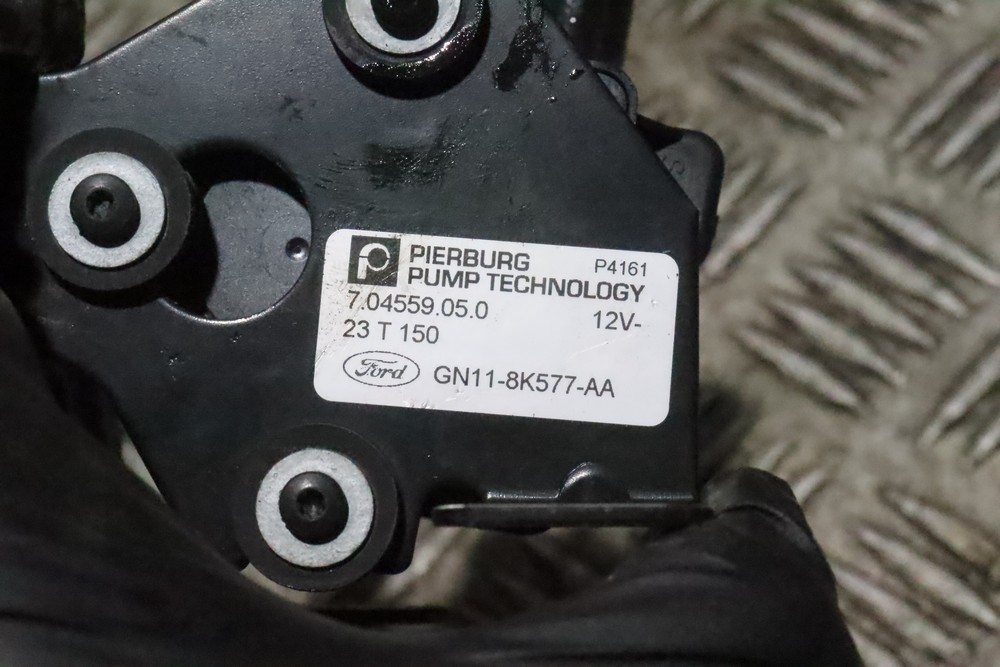 PIERBURG P4161
PUMP TECHNOLOGY
7.04559.05.0 12V-
23 T 150
Ford GN11-8K577-AA